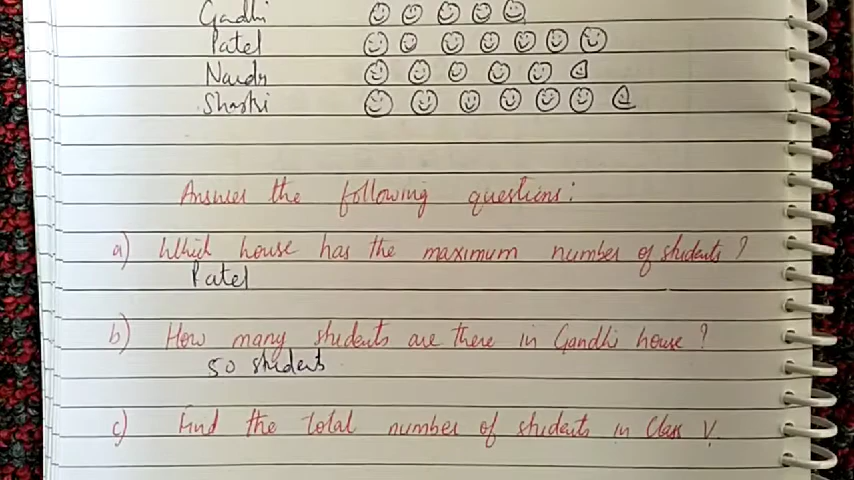 Gandhi
Patel
Nardi
Shastri
Answer the following questions:
a) Which house has the maximum number of students?
Patel
b) How many students are there in Gandhi house?
50 students
c) Find the total number of students in Class V.